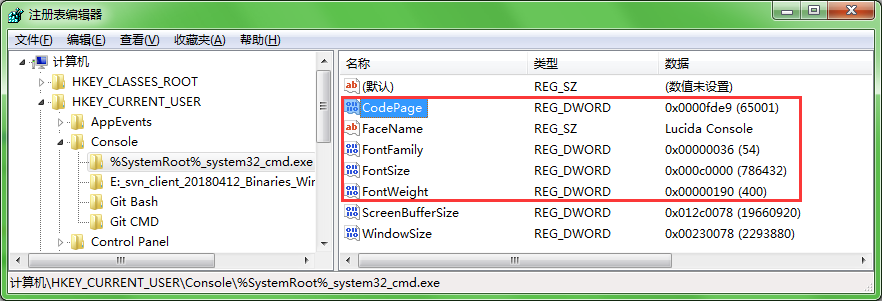 注册表编辑器
文件(F) 编辑(E) 查看(V) 收藏夹(A) 帮助(H)
计算机
HKEY_CLASSES_ROOT
HKEY_CURRENT_USER
AppEvents
Console
%SystemRoot%_system32_cmd.exe
E:_svn_client_20180412_Binaries_Win
Git Bash
Git CMD
Control Panel
名称 类型 数据
(默认) REG_SZ (数值未设置)
CodePage REG_DWORD 0x0000fde9 (65001)
FaceName REG_SZ Lucida Console
FontFamily REG_DWORD 0x00000036 (54)
FontSize REG_DWORD 0x000c0000 (786432)
FontWeight REG_DWORD 0x00000190 (400)
ScreenBufferSize REG_DWORD 0x012c0078 (19660920)
WindowSize REG_DWORD 0x00230078 (2293880)
计算机\HKEY_CURRENT_USER\Console\%SystemRoot%_system32_cmd.exe